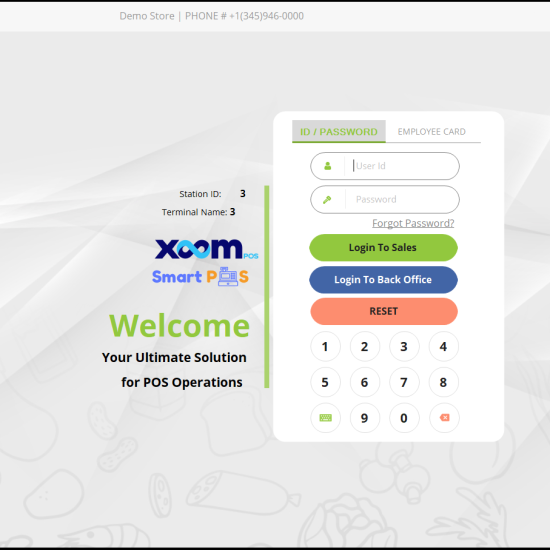 Demo Store | PHONE # +1(345)946-0000
ID / PASSWORD
EMPLOYEE CARD
User Id
Password
Forgot Password?
Login To Sales
Login To Back Office
RESET
1 2 3 4
5 6 7 8
9 0
Station ID: 3
Terminal Name: 3
xoom POS
Smart POS
Welcome
Your Ultimate Solution
for POS Operations